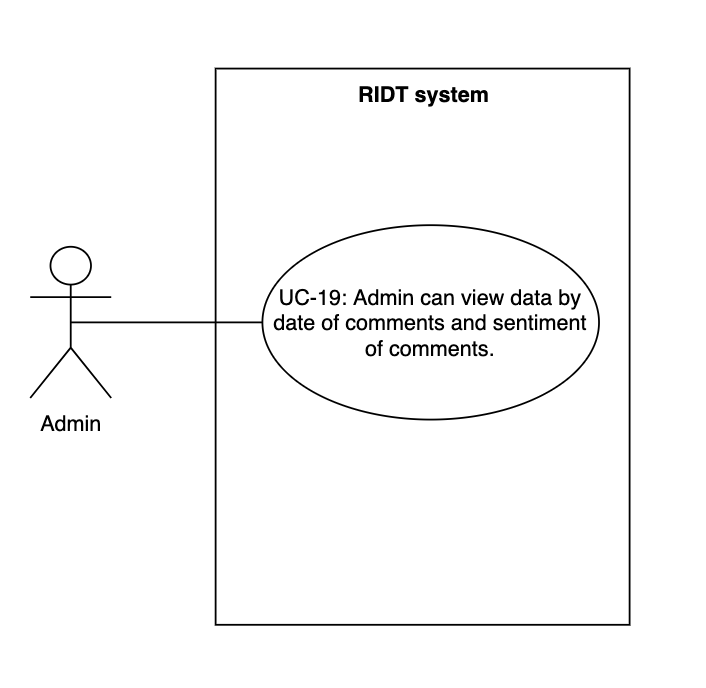 RIDT system
UC-19: Admin can view data by
date of comments and sentiment
of comments.
Admin